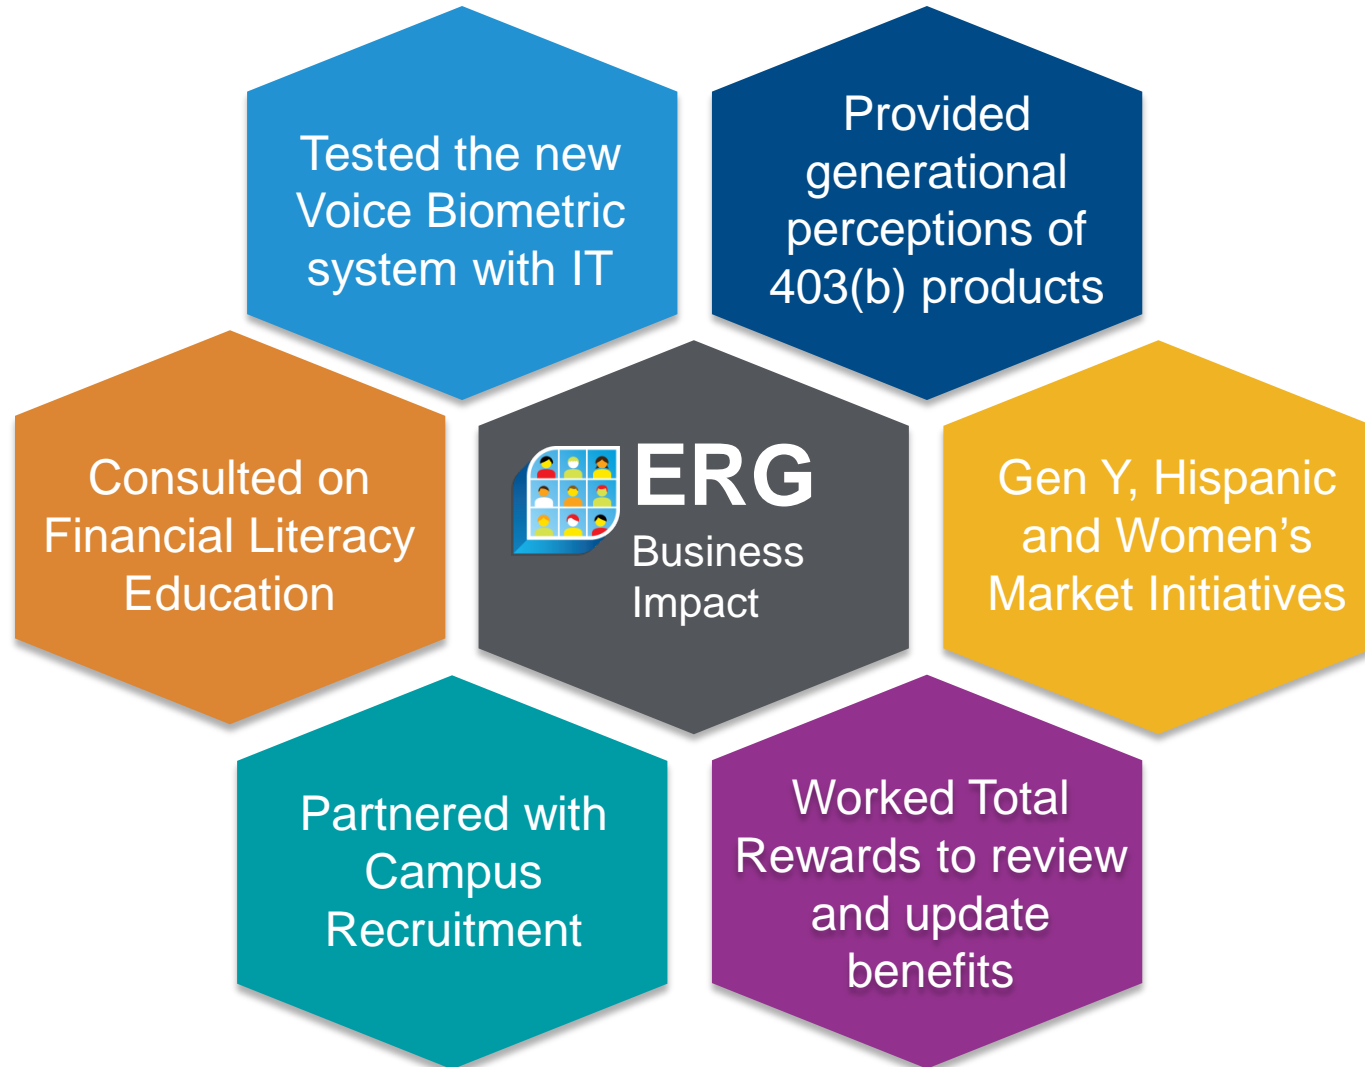 Tested the new
Voice Biometric
system with IT
Provided
generational
perceptions of
403(b) products
Consulted on
Financial Literacy
Education
ERG
Business
Impact
Gen Y, Hispanic
and Women’s
Market Initiatives
Partnered with
Campus
Recruitment
Worked Total
Rewards to review
and update
benefits